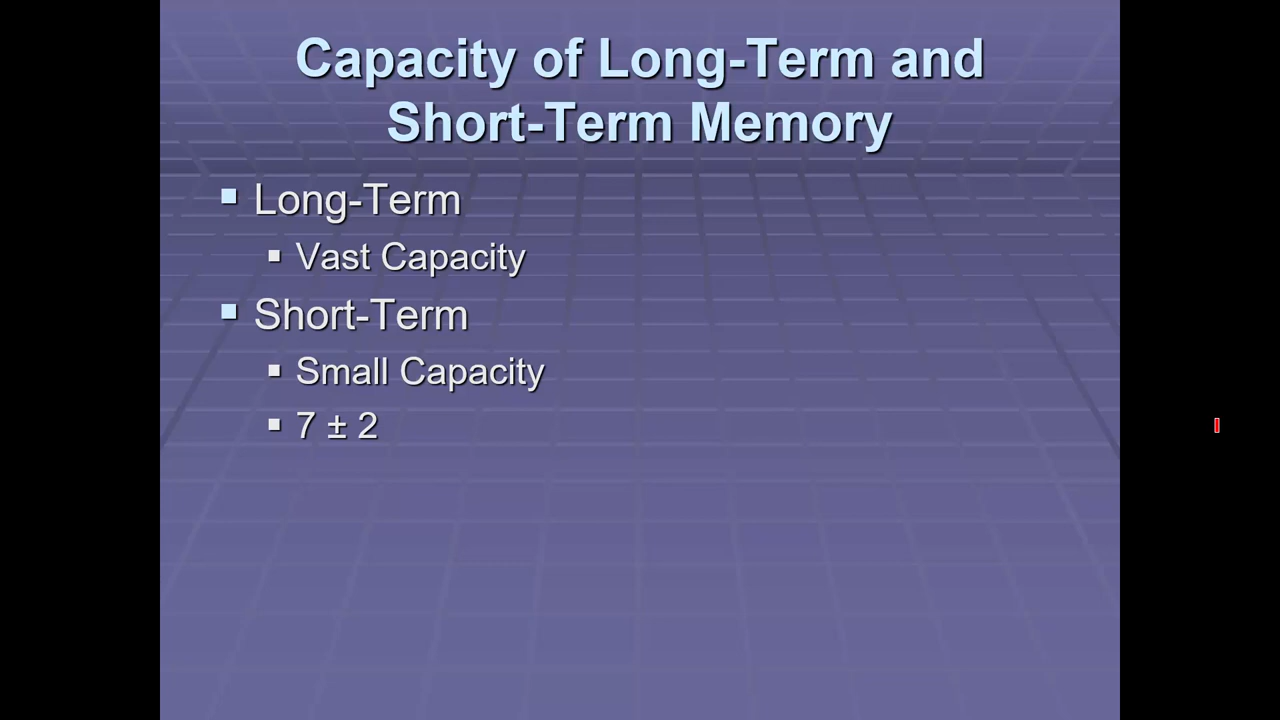 Capacity of Long-Term and
Short-Term Memory
Long-Term
Vast Capacity
Short-Term
Small Capacity
7 ± 2